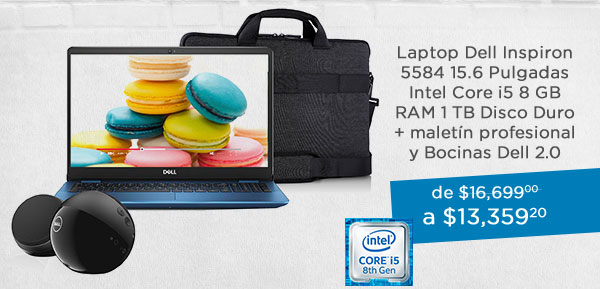 Laptop Dell Inspiron
5584 15.6 Pulgadas
Intel Core i5 8 GB
RAM 1 TB Disco Duro
+ maletín profesional
y Bocinas Dell 2.0
de $16,699⁰⁰
a $13,359²⁰
DELL
DELL
intel
CORE i5
8th Gen